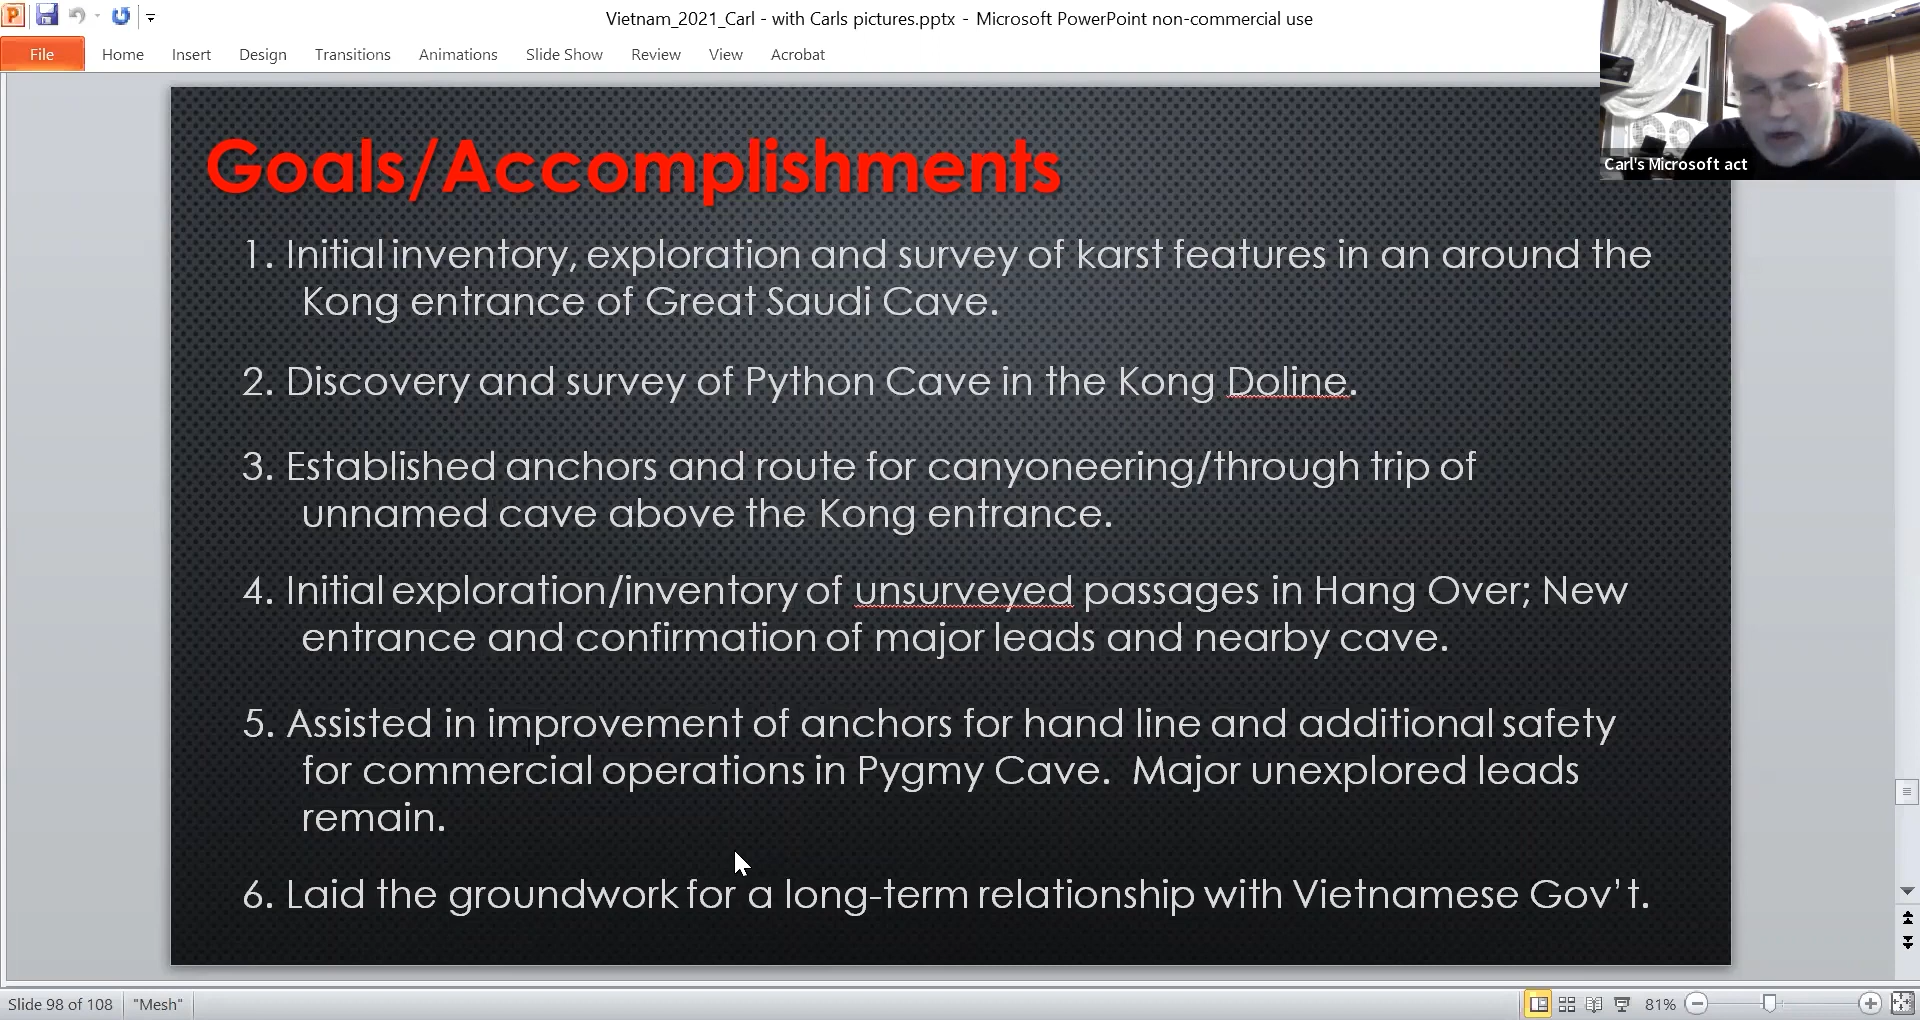 Vietnam_2021_Carl - with Carls pictures.pptx - Microsoft PowerPoint non-commercial use
File Home Insert Design Transitions Animations Slide Show Review View Acrobat
Carl's Microsoft act
Goals/Accomplishments
1. Initial inventory, exploration and survey of karst features in an around the
Kong entrance of Great Saudi Cave.
2. Discovery and survey of Python Cave in the Kong Doline.
3. Established anchors and route for canyoneering/through trip of
unnamed cave above the Kong entrance.
4. Initial exploration/inventory of unsurveyed passages in Hang Over; New
entrance and confirmation of major leads and nearby cave.
5. Assisted in improvement of anchors for hand line and additional safety
for commercial operations in Pygmy Cave.  Major unexplored leads
remain.
6. Laid the groundwork for a long-term relationship with Vietnamese Gov't.
Slide 98 of 108 "Mesh" 81%